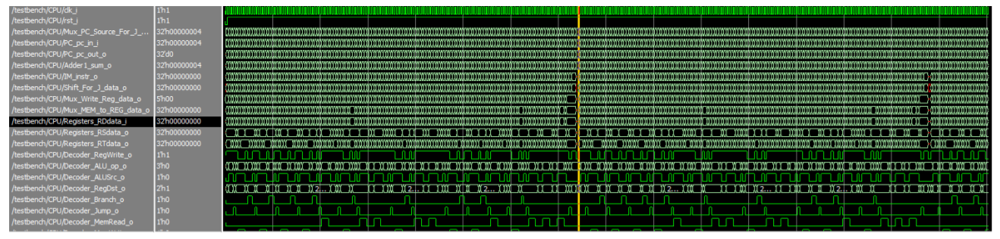 /testbench/CPU/clk_i 1'h1
/testbench/CPU/rst_i 1'h1
/testbench/CPU/Mux_PC_Source_For_J_... 32'h00000004
/testbench/CPU/PC_pc_in_i 32'h00000004
/testbench/CPU/PC_pc_out_o 32'd0
/testbench/CPU/Adder1_sum_o 32'h00000004
/testbench/CPU/IM_instr_o 32'h00000000
/testbench/CPU/Shift_For_J_data_o 32'h00000000
/testbench/CPU/Mux_Write_Reg_data_o 5'h00
/testbench/CPU/Mux_MEM_to_REG_data_o 32'h00000000
/testbench/CPU/Registers_RDdata_i 32'h00000000
/testbench/CPU/Registers_RSdata_o 32'h00000000
/testbench/CPU/Registers_RTdata_o 32'h00000000
/testbench/CPU/Decoder_RegWrite_o 1'h1
/testbench/CPU/Decoder_ALU_op_o 3'h0
/testbench/CPU/Decoder_ALUSrc_o 1'h0
/testbench/CPU/Decoder_RegDst_o 2'h1 2... 2... 2... 2... 2... 2...
/testbench/CPU/Decoder_Branch_o 1'h0
/testbench/CPU/Decoder_Jump_o 1'h0
/testbench/CPU/Decoder_MemRead_o 1'h0